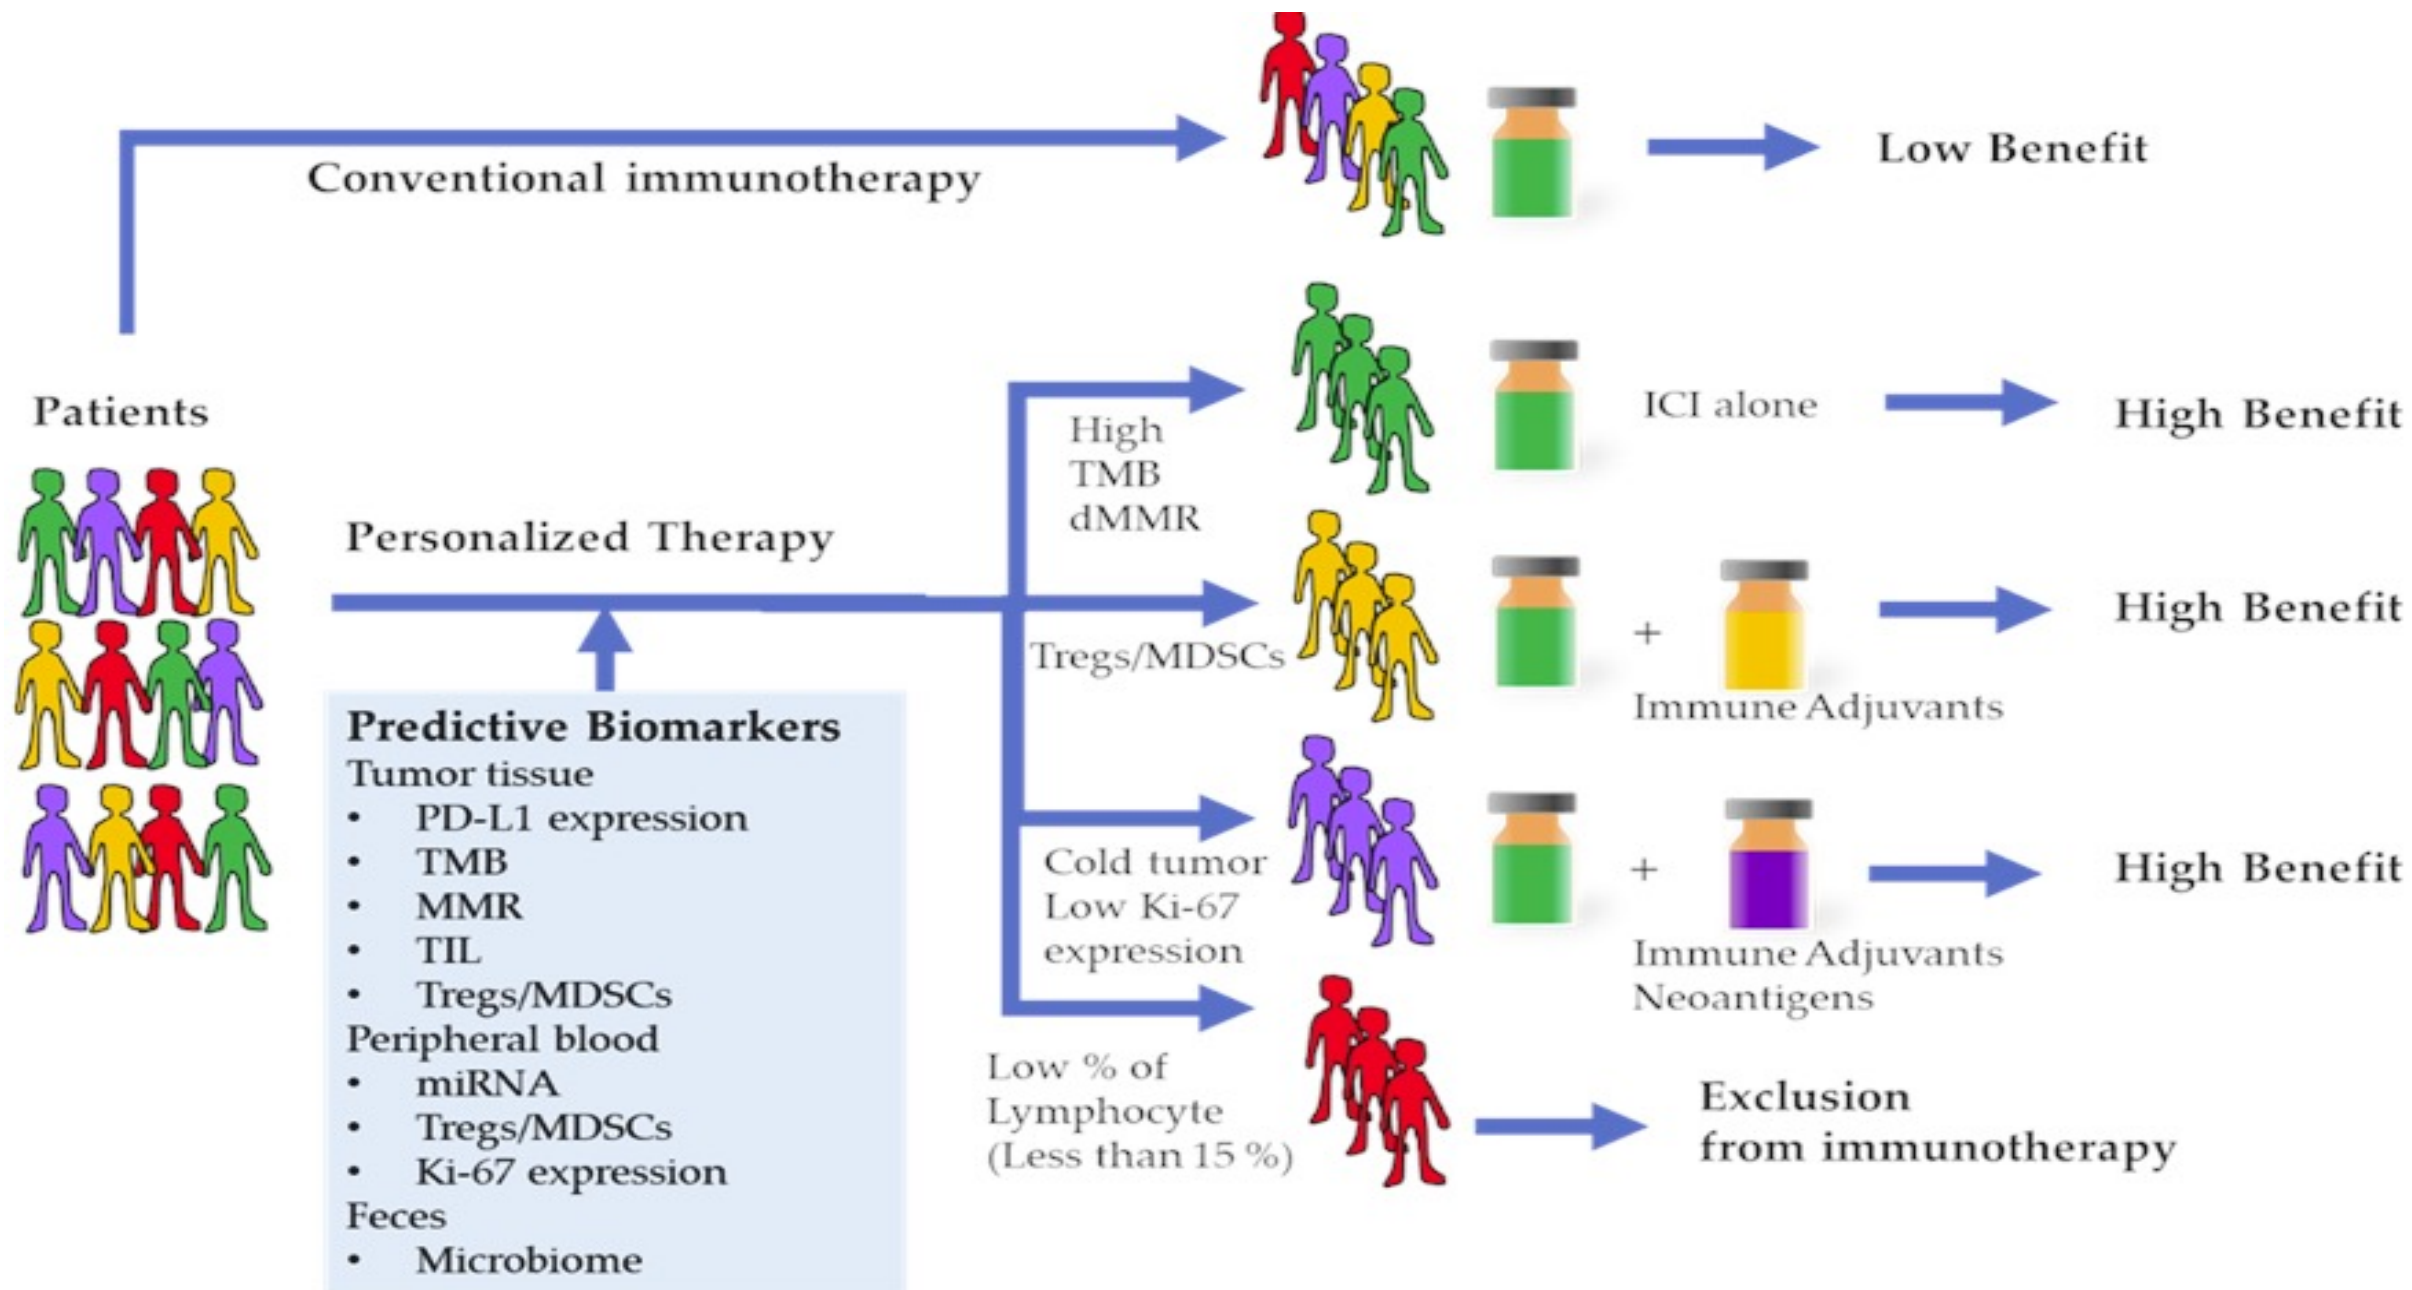 Conventional immunotherapy
Low Benefit
Patients
Personalized Therapy
Predictive Biomarkers
Tumor tissue
• PD-L1 expression
• TMB
• MMR
• TIL
• Tregs/MDSCs
Peripheral blood
• miRNA
• Tregs/MDSCs
• Ki-67 expression
Feces
• Microbiome
High
TMB
dMMR
ICI alone
High Benefit
Tregs/MDSCs
+
Immune Adjuvants
High Benefit
Cold tumor
Low Ki-67
expression
+
Immune Adjuvants
Neoantigens
High Benefit
Low % of
Lymphocyte
(Less than 15 %)
Exclusion
from immunotherapy